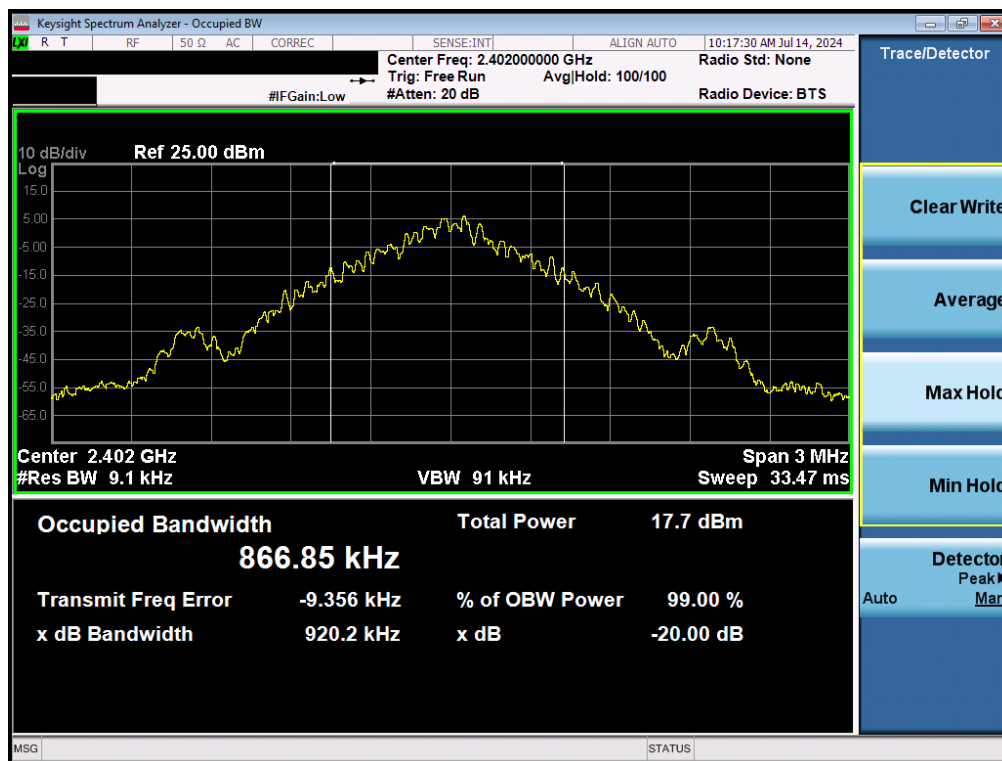 Keysight Spectrum Analyzer - Occupied BW
LXI R T RF 50 Ω AC CORREC SENSE:INT ALIGN AUTO 10:17:30 AM Jul 14, 2024
Center Freq: 2.402000000 GHz Radio Std: None
Trig: Free Run Avg|Hold: 100/100
#IFGain:Low #Atten: 20 dB Radio Device: BTS
Trace/Detector
10 dB/div Ref 25.00 dBm
Log
15.0
5.00
-5.00
-15.0
-25.0
-35.0
-45.0
-55.0
-65.0
Center 2.402 GHz Span 3 MHz
#Res BW 9.1 kHz VBW 91 kHz Sweep 33.47 ms
Occupied Bandwidth Total Power 17.7 dBm
866.85 kHz
Transmit Freq Error -9.356 kHz % of OBW Power 99.00 %
x dB Bandwidth 920.2 kHz x dB -20.00 dB
Clear Write
Average
Max Hold
Min Hold
Detector
Peak
Auto Man
MSG STATUS